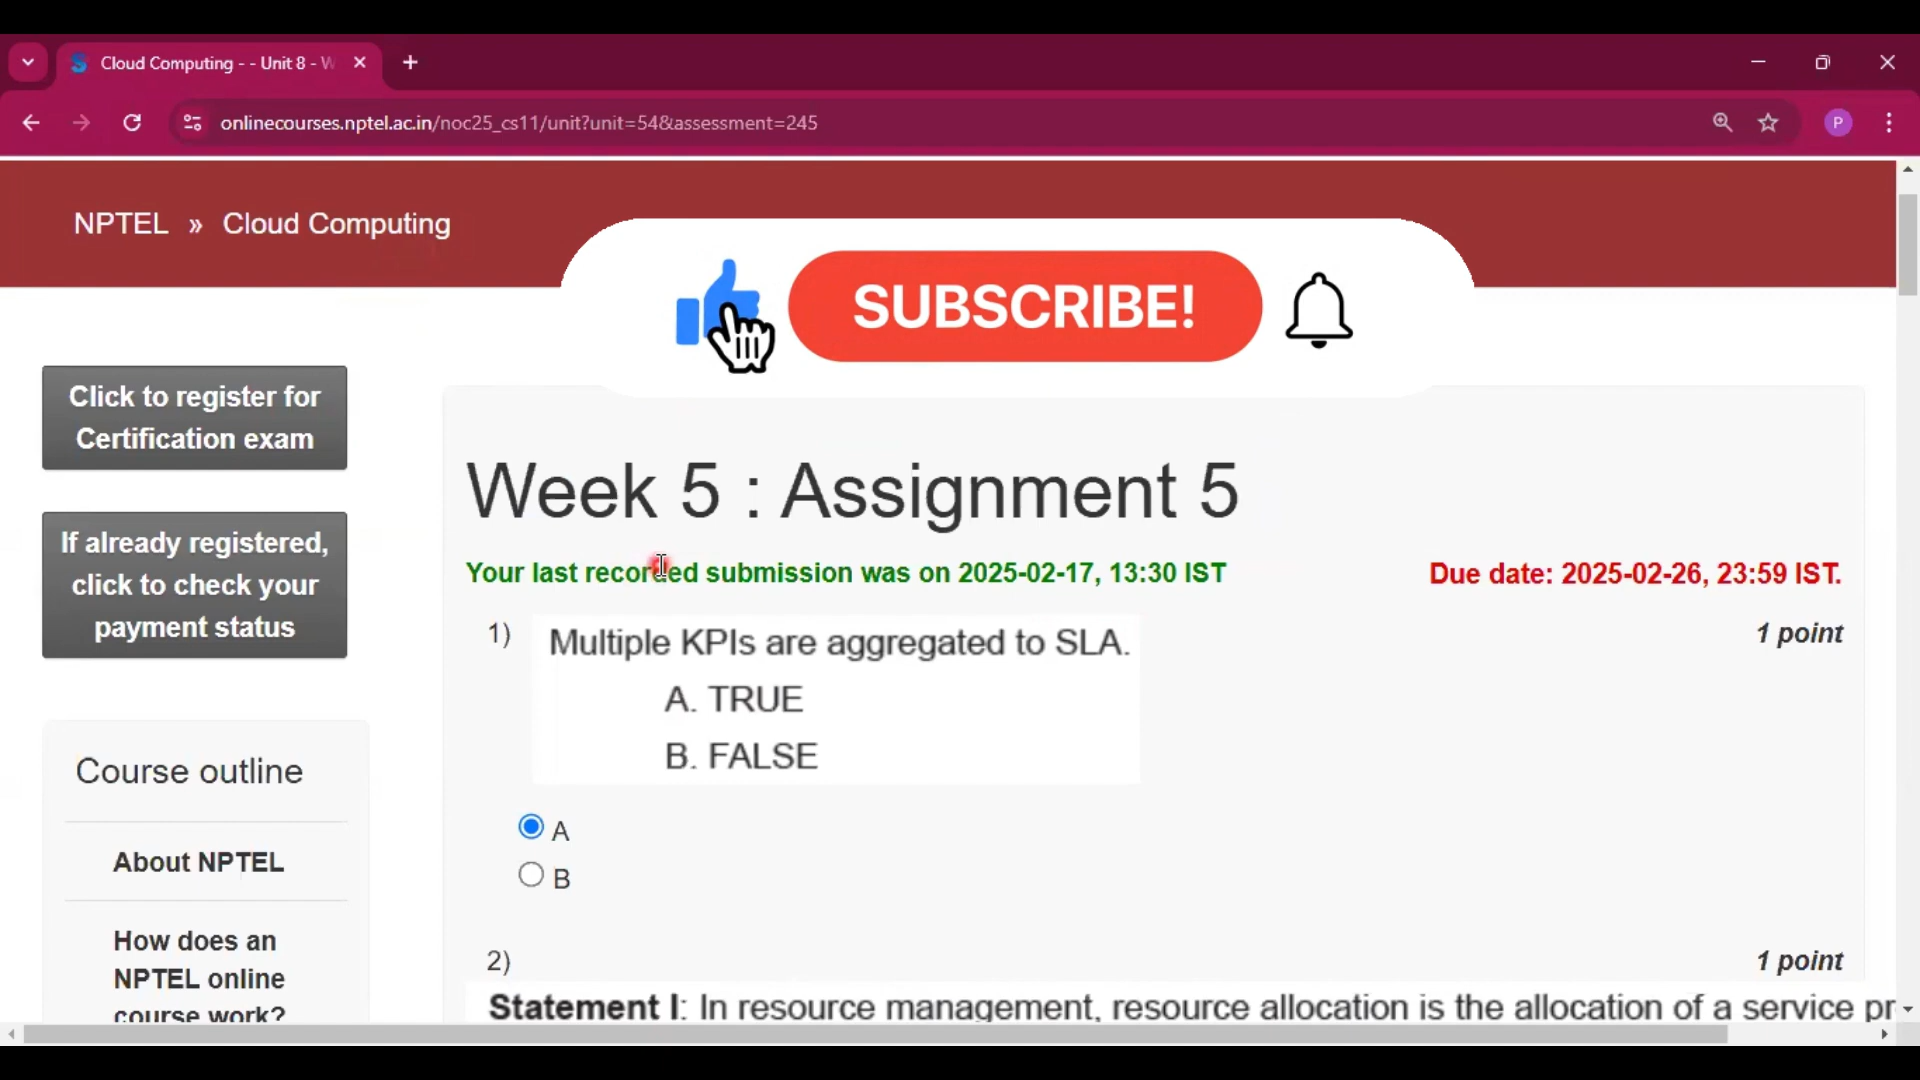 Cloud Computing - - Unit 8 - W
onlinecourses.nptel.ac.in/noc25_cs11/unit?unit=54&assessment=245
P
NPTEL » Cloud Computing
SUBSCRIBE!
Click to register for
Certification exam
If already registered,
click to check your
payment status
Course outline
About NPTEL
How does an
NPTEL online
course work?
Week 5 : Assignment 5
Your last recorded submission was on 2025-02-17, 13:30 IST
Due date: 2025-02-26, 23:59 IST.
1)
1 point
Multiple KPIs are aggregated to SLA.
A. TRUE
B. FALSE
A
B
2)
1 point
Statement I: In resource management, resource allocation is the allocation of a service pr